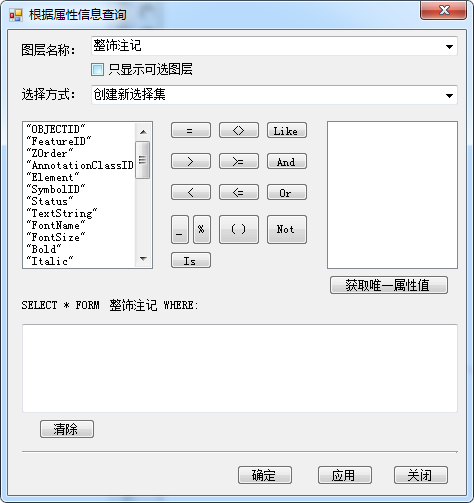 根据属性信息查询
图层名称: 整饰注记
只显示可选图层
选择方式: 创建新选择集
"OBJECTID"
"FeatureID"
"ZOrder"
"AnnotationClassID
"Element"
"SymbolID"
"Status"
"TextString"
"FontName"
"FontSize"
"Bold"
"Italic"
= <> Like
> >= And
< <= Or
_ % ( ) Not
Is
获取唯一属性值
SELECT * FORM 整饰注记 WHERE:
清除
确定 应用 关闭